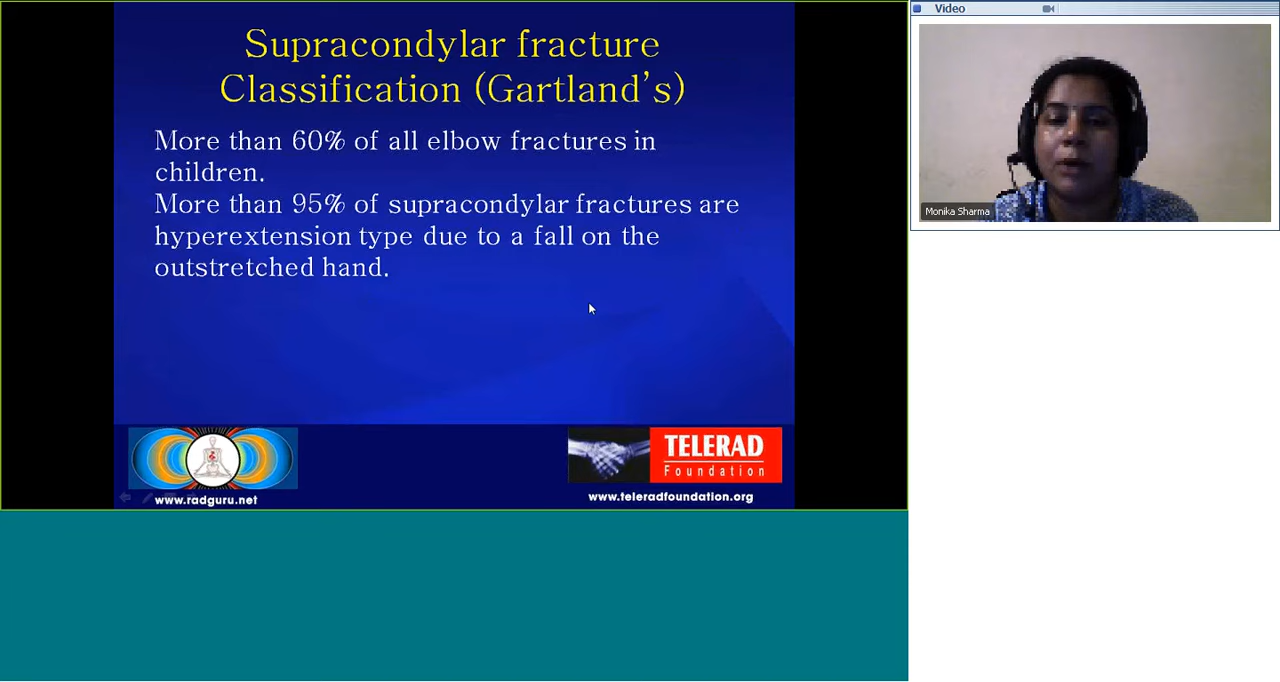 Supracondylar fracture
Classification (Gartland's)
More than 60% of all elbow fractures in
children.
More than 95% of supracondylar fractures are
hyperextension type due to a fall on the
outstretched hand.
www.radguru.net
TELERAD
Foundation
www.teleradfoundation.org
Video
Monika Sharma